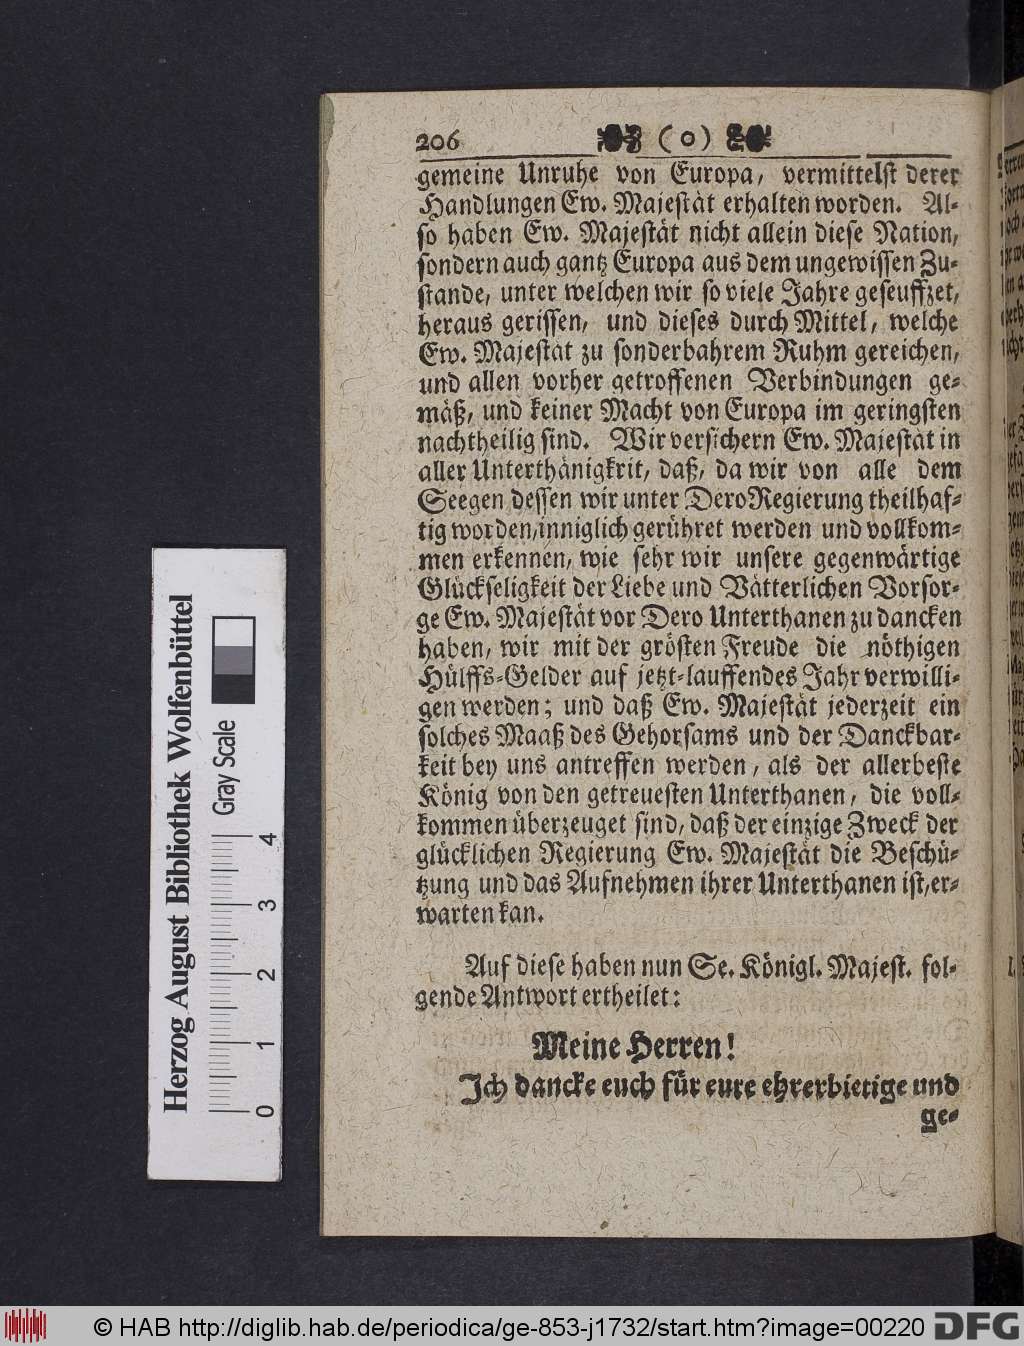 206 ( o )
gemeine Unruhe von Europa, vermittelst derer
Handlungen Ew. Majestät erhalten worden. Al-
so haben Ew. Majestät nicht allein diese Nation,
sondern auch gantz Europa aus dem ungewissen Zu-
stande, unter welchen wir so viele Jahre geseuffzet,
heraus gerissen, und dieses durch Mittel, welche
Ew. Majestät zu sonderbahrem Ruhm gereichen,
und allen vorher getroffenen Verbindungen ge-
mäß, und keiner Macht von Europa im geringsten
nachtheilig sind. Wir versichern Ew. Majestät in
aller Unterthänigkrit, daß, da wir von alle dem
Seegen dessen wir unter Dero Regierung theilhaf-
tig worden, inniglich gerühret werden und vollkom-
men erkennen, wie sehr wir unsere gegenwärtige
Glückseligkeit der Liebe und Vätterlichen Vorsor-
ge Ew. Majestät vor Dero Unterthanen zu dancken
haben, wir mit der grösten Freude die nöthigen
Hülffs-Gelder auf jetzt-lauffendes Jahr verwilli-
gen werden; und daß Ew. Majestät jederzeit ein
solches Maaß des Gehorsams und der Danckbar-
keit bey uns antreffen werden, als der allerbeste
König von den getreuesten Unterthanen, die voll-
kommen überzeuget sind, daß der einzige Zweck der
glücklichen Regierung Ew. Majestät die Beschü-
tzung und das Aufnehmen ihrer Unterthanen ist, er-
warten kan.
Auf diese haben nun Se. Königl. Majest. fol-
gende Antwort ertheilet:
Meine Herren!
Ich dancke euch für eure ehrerbietige und
ge-
Herzog August Bibliothek Wolfenbüttel
Gray Scale
0 1 2 3 4
© HAB http://diglib.hab.de/periodica/ge-853-j1732/start.htm?image=00220
DFG